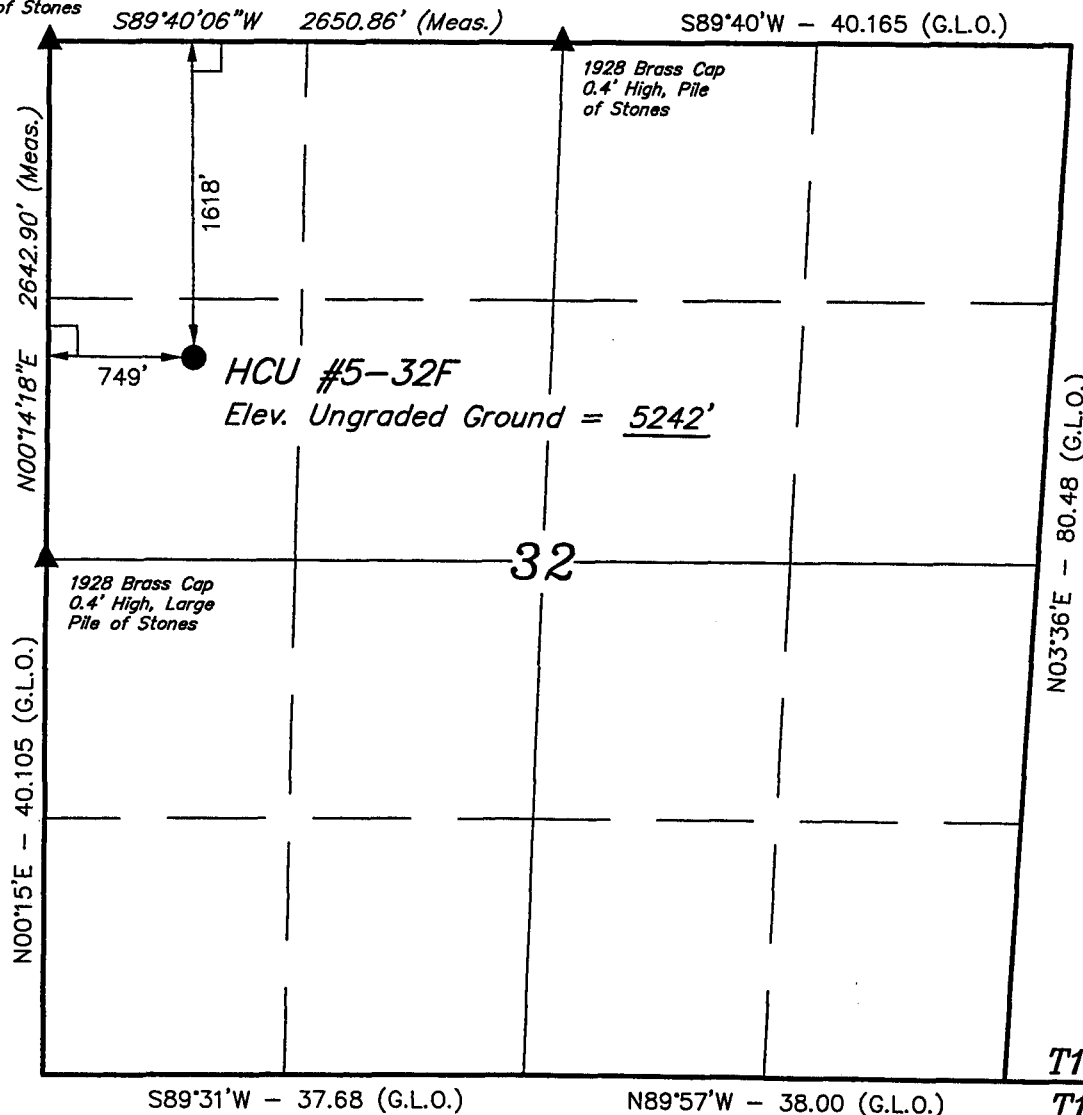 of Stones
S89°40'06"W 2650.86' (Meas.)
S89°40'W – 40.165 (G.L.O.)
1928 Brass Cap
0.4' High, Pile
of Stones
N00°14'18"E 2642.90' (Meas.)
1618'
749'
HCU #5-32F
Elev. Ungraded Ground = 5242'
N03°36'E – 80.48 (G.L.O.)
32
1928 Brass Cap
0.4' High, Large
Pile of Stones
N00°15'E – 40.105 (G.L.O.)
S89°31'W – 37.68 (G.L.O.)
N89°57'W – 38.00 (G.L.O.)
T1
T1